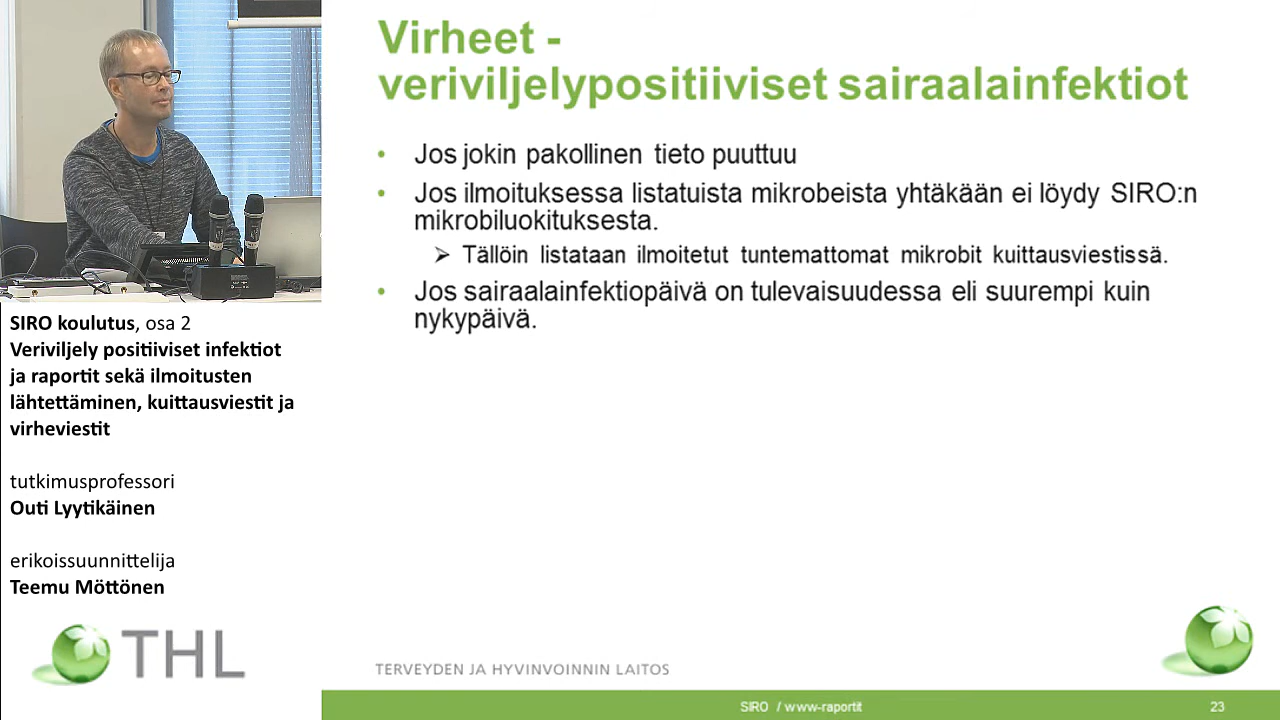 Virheet -
veriviljelypositiiviset sairaalainfektiot
• Jos jokin pakollinen tieto puuttuu
• Jos ilmoituksessa listatuista mikrobeista yhtäkään ei löydy SIRO:n
mikrobiluokituksesta.
➢ Tällöin listataan ilmoitetut tuntemattomat mikrobit kuittausviestissä.
• Jos sairaalainfektiopäivä on tulevaisuudessa eli suurempi kuin
nykypäivä.
SIRO koulutus, osa 2
Veriviljely positiiviset infektiot
ja raportit sekä ilmoitusten
lähtettäminen, kuittausviestit ja
virheviestit
tutkimusprofessori
Outi Lyytikäinen
erikoissuunnittelija
Teemu Möttönen
THL
TERVEYDEN JA HYVINVOINNIN LAITOS
SIRO / www-raportit
23